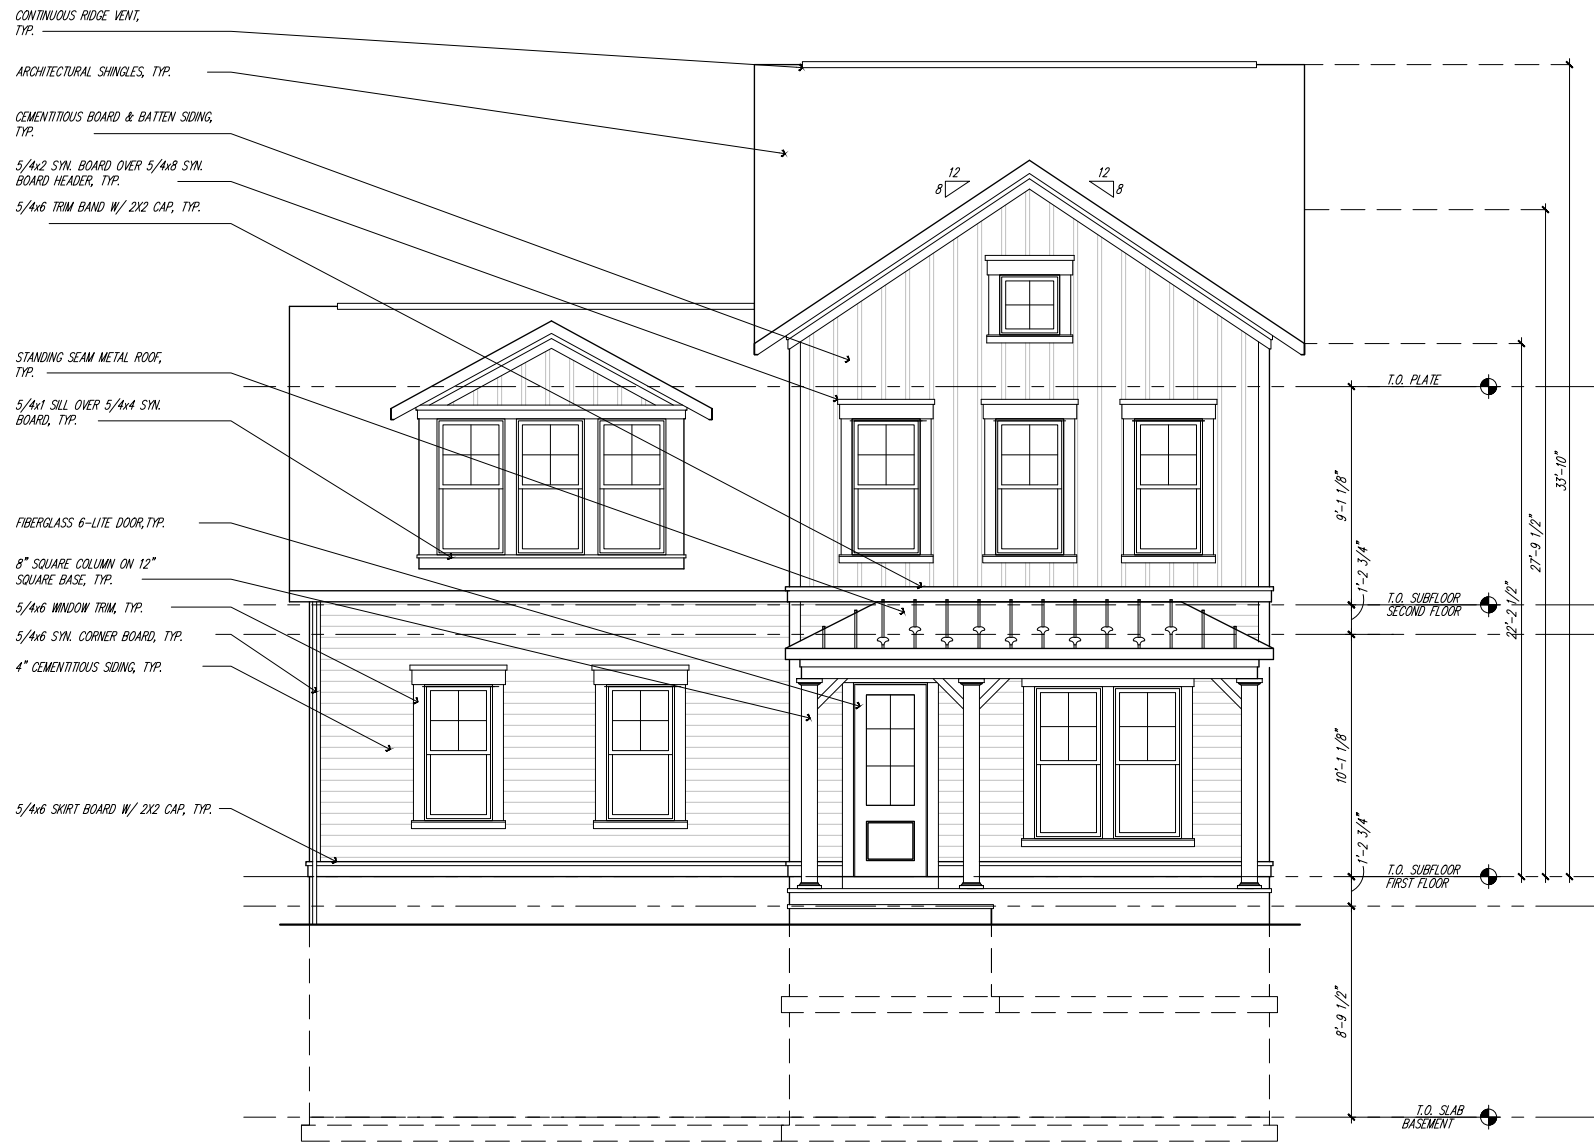 CONTINUOUS RIDGE VENT,
TYP.
ARCHITECTURAL SHINGLES, TYP.
CEMENTITIOUS BOARD & BATTEN SIDING,
TYP.
5/4x2 SYN. BOARD OVER 5/4x8 SYN.
BOARD HEADER, TYP.
5/4x6 TRIM BAND W/ 2X2 CAP, TYP.
STANDING SEAM METAL ROOF,
TYP.
5/4x1 SILL OVER 5/4x4 SYN.
BOARD, TYP.
FIBERGLASS 6-LITE DOOR,TYP.
8" SQUARE COLUMN ON 12"
SQUARE BASE, TYP.
5/4x6 WINDOW TRIM, TYP.
5/4x6 SYN. CORNER BOARD, TYP.
4" CEMENTITIOUS SIDING, TYP.
5/4x6 SKIRT BOARD W/ 2X2 CAP, TYP.
12
8
12
8
T.O. PLATE
9'-1 1/8"
1'-2 3/4"
T.O. SUBFLOOR
SECOND FLOOR
22'-2 1/2"
27'-9 1/2"
33'-10"
10'-1 1/8"
1'-2 3/4"
T.O. SUBFLOOR
FIRST FLOOR
8'-9 1/2"
T.O. SLAB
BASEMENT